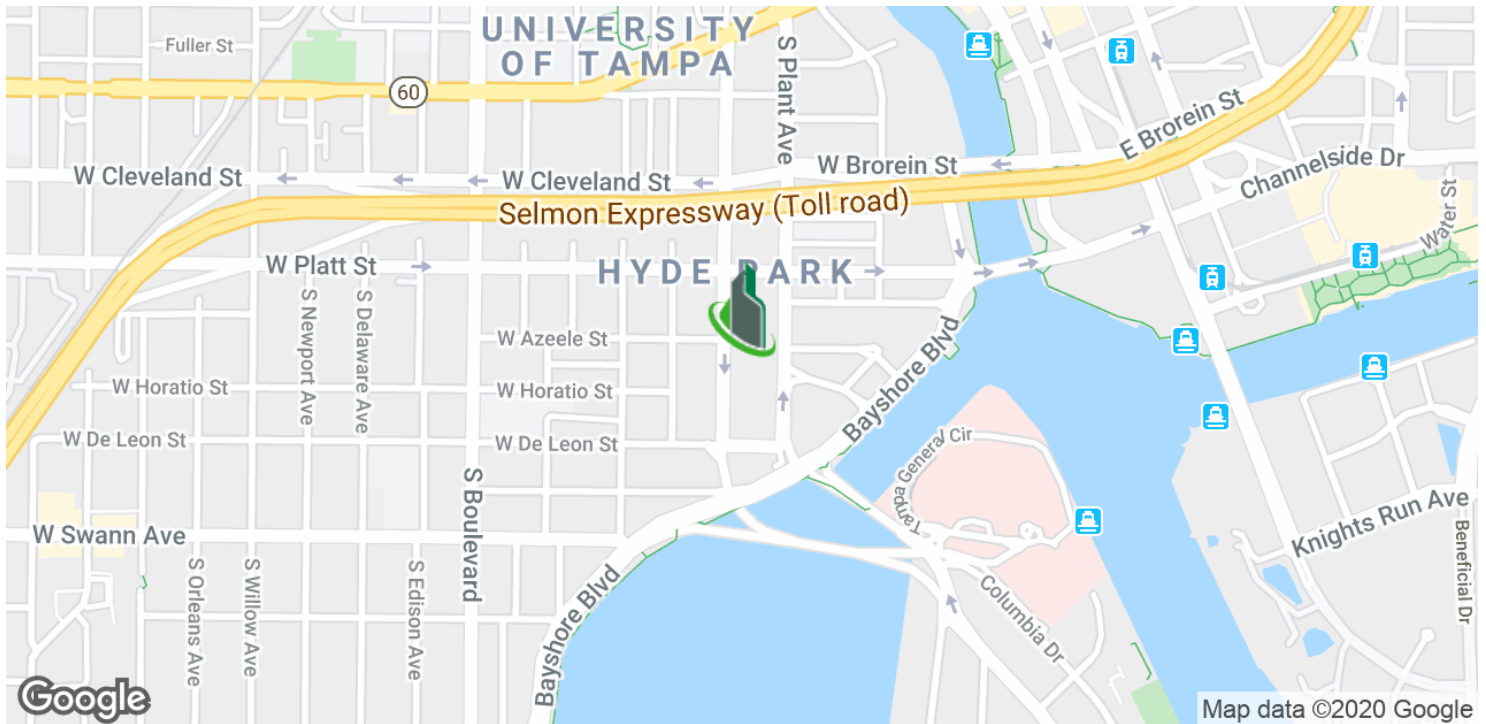 UNIVERSITY
OF TAMPA
Fuller St
60
S Plant Ave
W Brorein St
E Brorein St
Channelside Dr
Water St
W Cleveland St
W Cleveland St
Selmon Expressway (Toll road)
W Platt St
HYDE PARK
S Newport Ave
S Delaware Ave
W Azeele St
W Horatio St
W Horatio St
Bayshore Blvd
W De Leon St
W De Leon St
Tampa General Cir
S Boulevard
W Swann Ave
Knights Run Ave
Beneficial Dr
S Orleans Ave
S Willow Ave
S Edison Ave
Bayshore Blvd
Columbia Dr
Google
Map data ©2020 Google